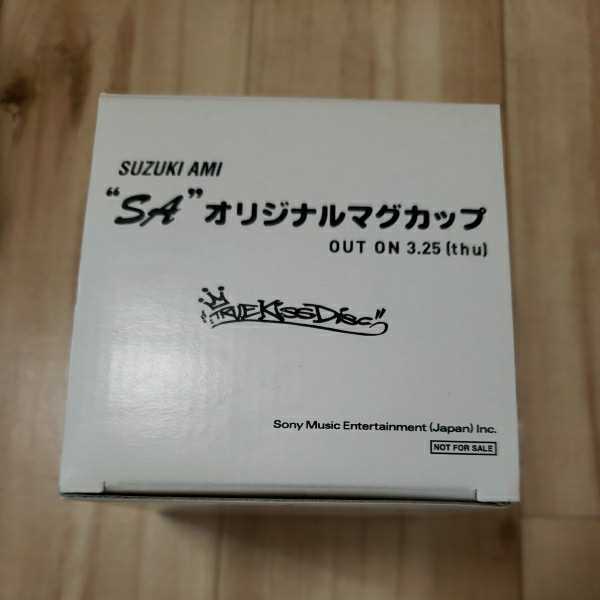 SUZUKI AMI
"SA" オリジナルマグカップ
OUT ON 3.25 (thu)
"TRUE KiSS DiSC"
Sony Music Entertainment (Japan) Inc.
NOT FOR SALE